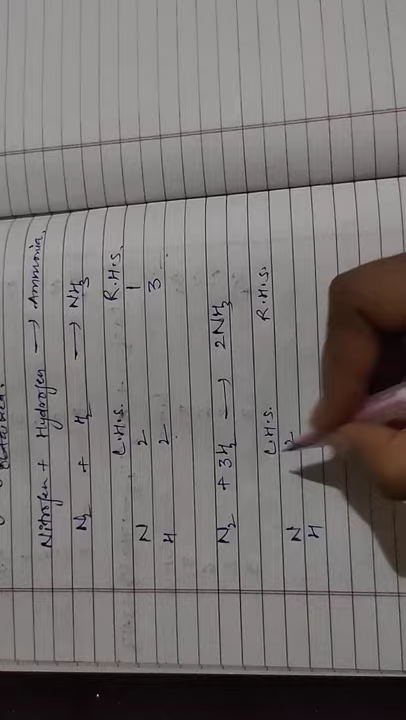 Nitrogen + Hydrogen → Ammonia.
N2 + H2 → NH3
L.H.S. R.H.S.
N 2 1
H 2 3
N2 + 3H2 → 2NH3
L.H.S. R.H.S.
N 2
H